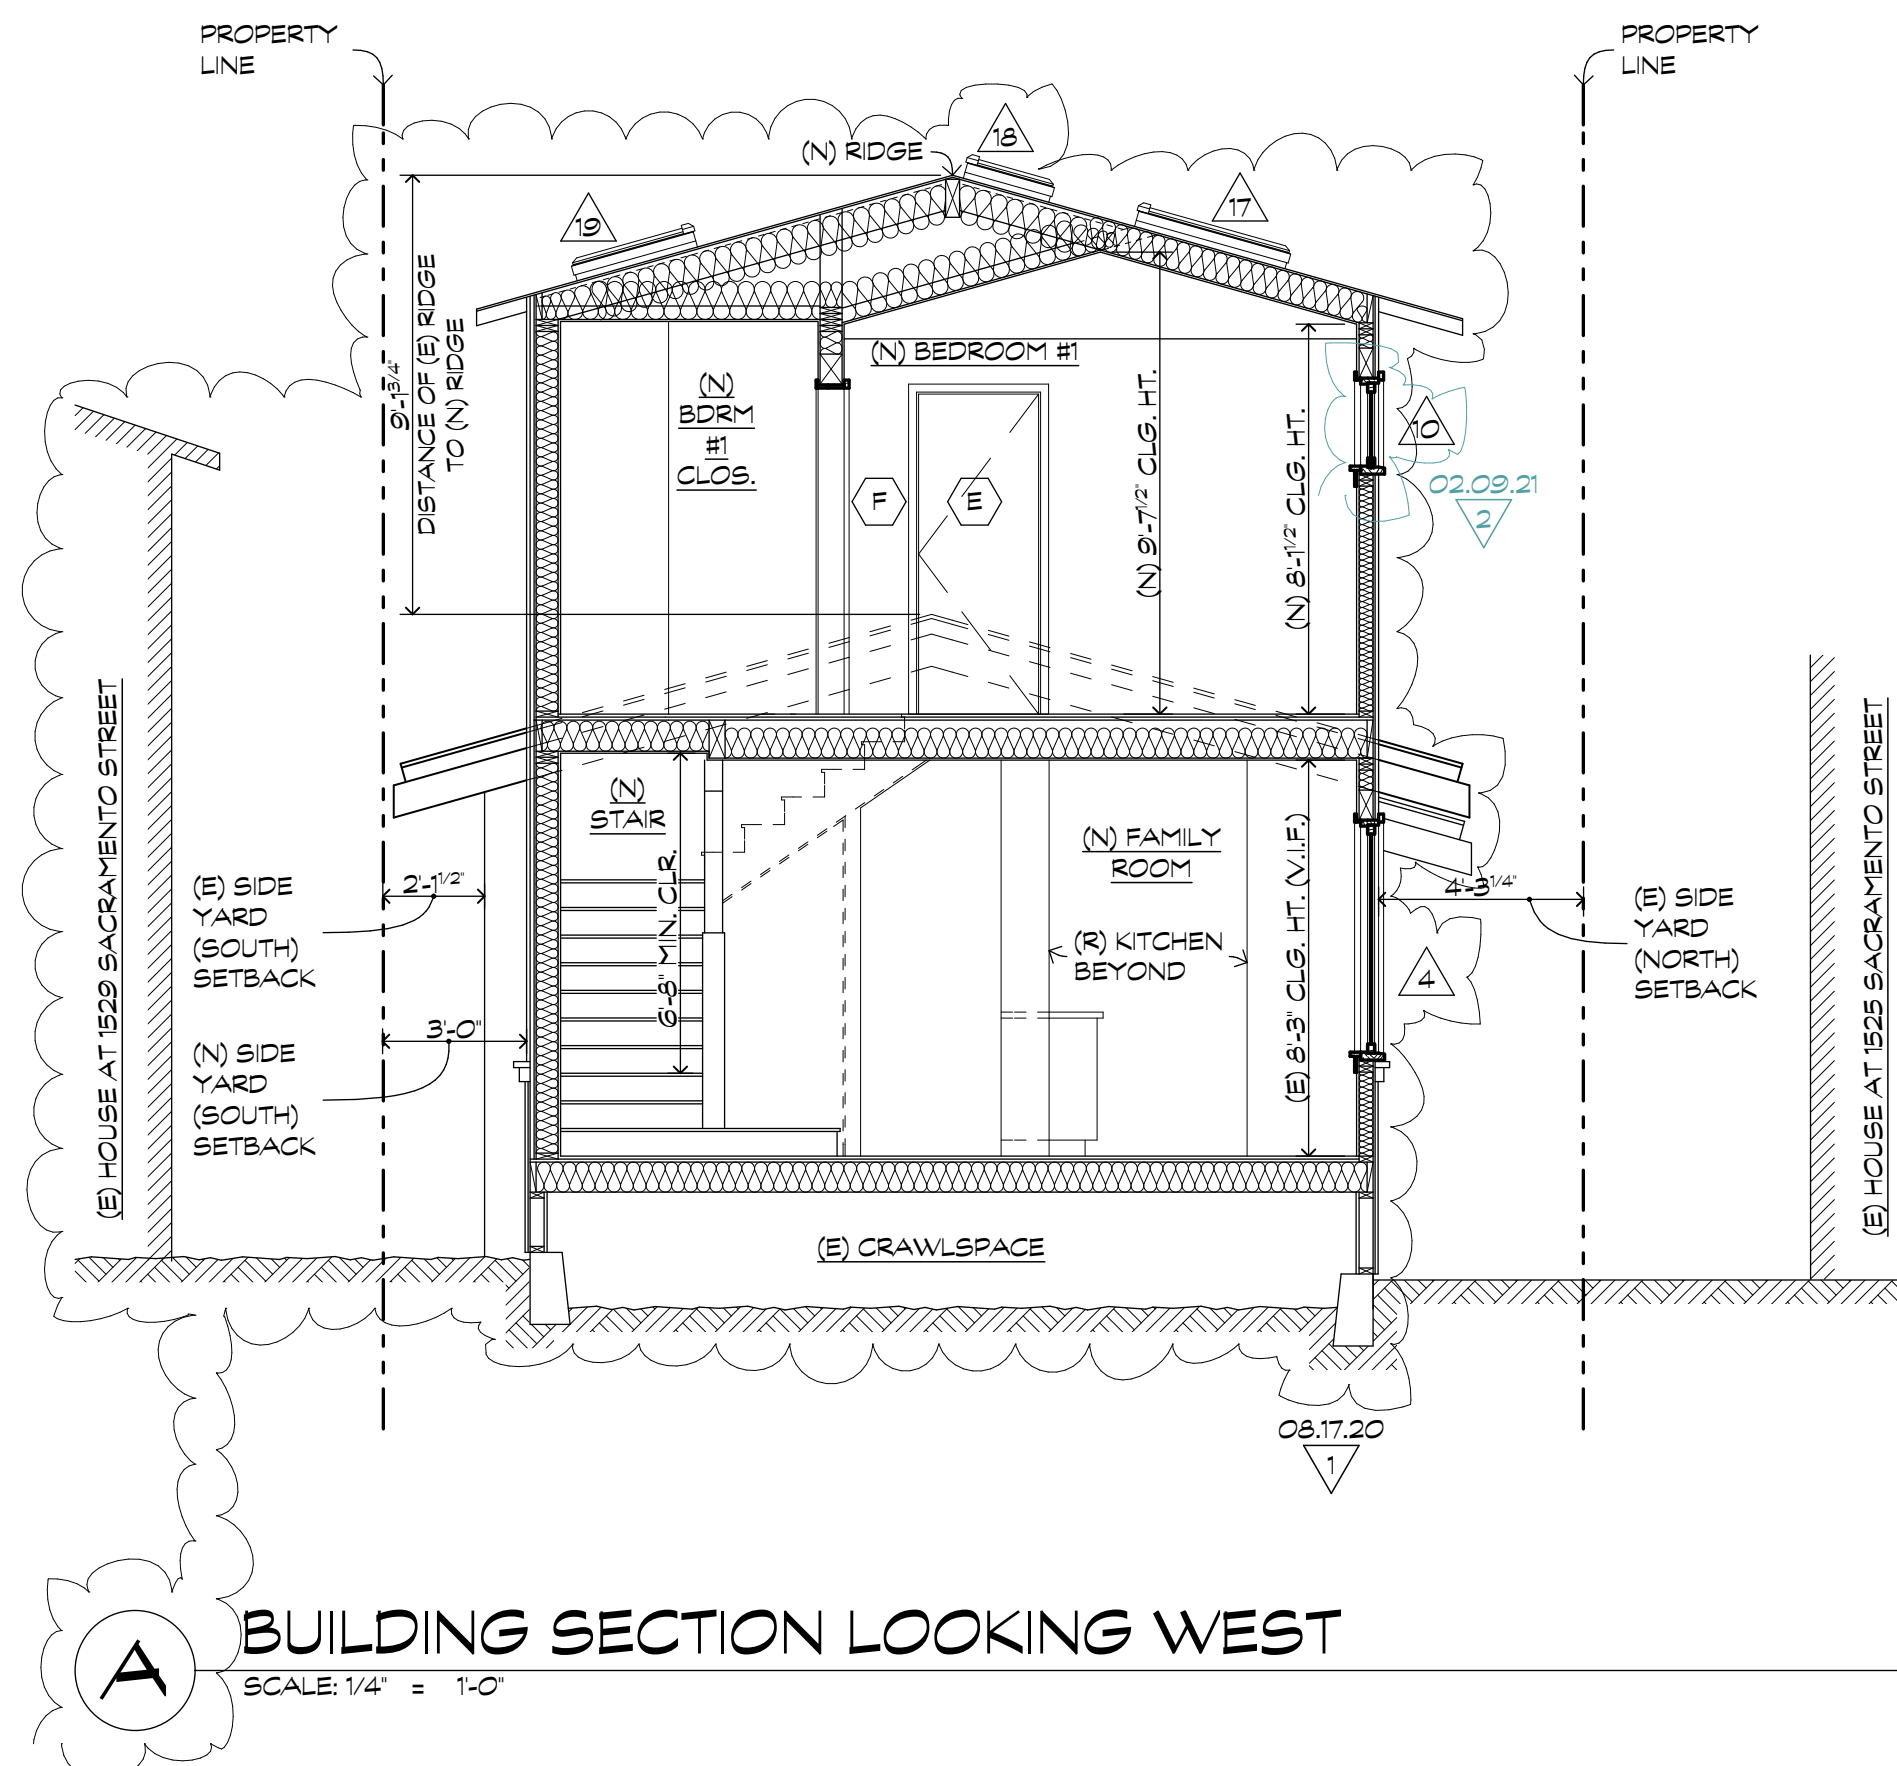 PROPERTY
LINE
PROPERTY
LINE
(N) RIDGE
18
17
19
9'-1 3/4"
DISTANCE OF (E) RIDGE
TO (N) RIDGE
(N) BEDROOM #1
(N)
BDRM
#1
CLOS.
F
E
(N) 9'-7 1/2" CLG. HT.
(N) 8'-1 1/2" CLG. HT.
10
02.09.21
2
(E) HOUSE AT 1529 SACRAMENTO STREET
(E) HOUSE AT 1525 SACRAMENTO STREET
(N)
STAIR
6'-8" MIN. CLR.
(N) FAMILY
ROOM
(R) KITCHEN
BEYOND
(E) 8'-3" CLG. HT. (V.I.F.)
2'-1 1/2"
(E) SIDE
YARD
(SOUTH)
SETBACK
3'-0"
(N) SIDE
YARD
(SOUTH)
SETBACK
4'-3 1/4"
(E) SIDE
YARD
(NORTH)
SETBACK
4
(E) CRAWLSPACE
08.17.20
1
A
BUILDING SECTION LOOKING WEST
SCALE: 1/4" = 1'-0"